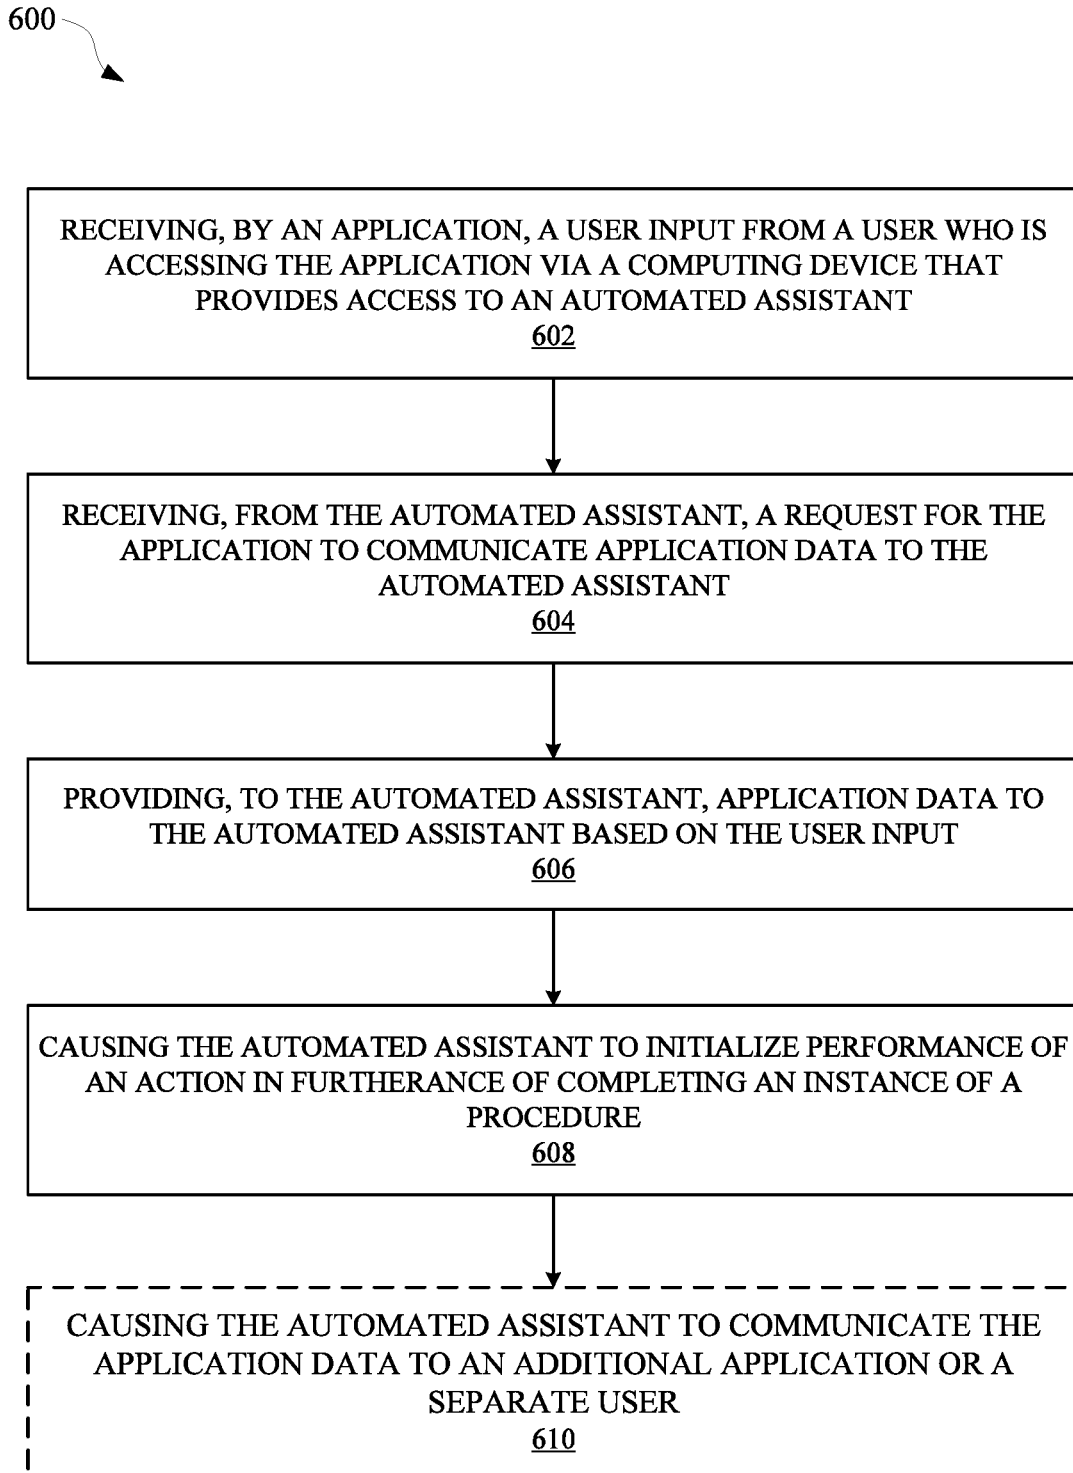 600
RECEIVING, BY AN APPLICATION, A USER INPUT FROM A USER WHO IS
ACCESSING THE APPLICATION VIA A COMPUTING DEVICE THAT
PROVIDES ACCESS TO AN AUTOMATED ASSISTANT
602
RECEIVING, FROM THE AUTOMATED ASSISTANT, A REQUEST FOR THE
APPLICATION TO COMMUNICATE APPLICATION DATA TO THE
AUTOMATED ASSISTANT
604
PROVIDING, TO THE AUTOMATED ASSISTANT, APPLICATION DATA TO
THE AUTOMATED ASSISTANT BASED ON THE USER INPUT
606
CAUSING THE AUTOMATED ASSISTANT TO INITIALIZE PERFORMANCE OF
AN ACTION IN FURTHERANCE OF COMPLETING AN INSTANCE OF A
PROCEDURE
608
CAUSING THE AUTOMATED ASSISTANT TO COMMUNICATE THE
APPLICATION DATA TO AN ADDITIONAL APPLICATION OR A
SEPARATE USER
610